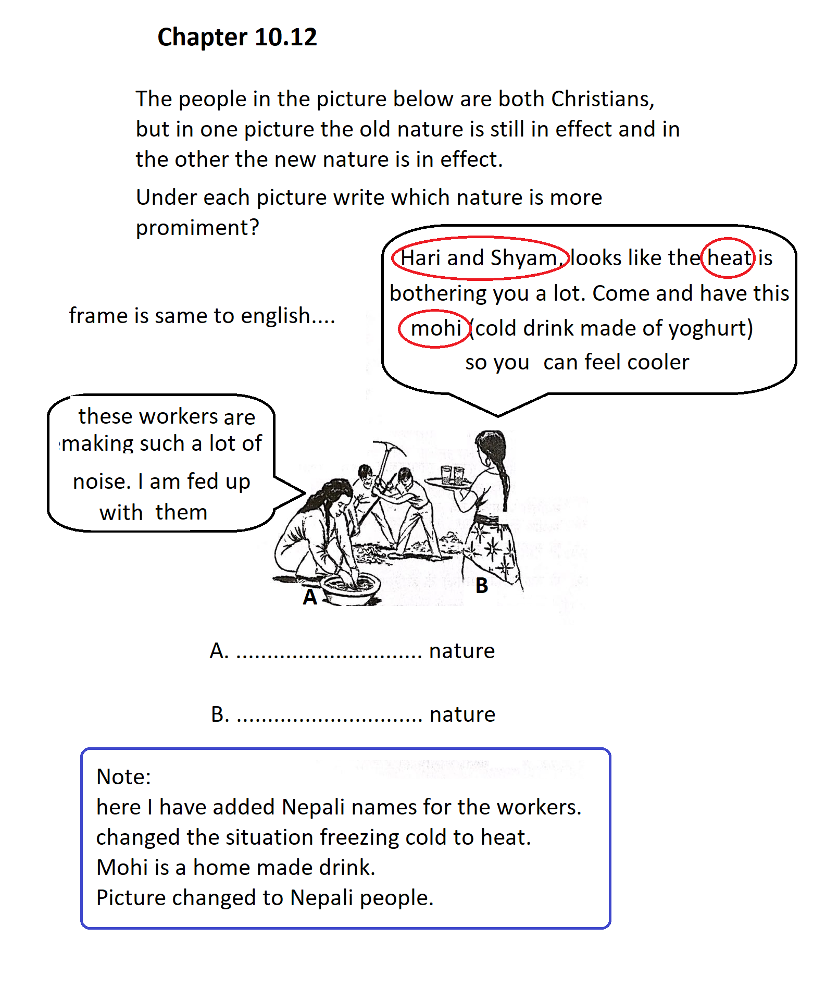 Chapter 10.12
The people in the picture below are both Christians,
but in one picture the old nature is still in effect and in
the other the new nature is in effect.
Under each picture write which nature is more
promiment?
Hari and Shyam, looks like the heat is
bothering you a lot. Come and have this
mohi (cold drink made of yoghurt)
so you can feel cooler
frame is same to english....
these workers are
making such a lot of
noise. I am fed up
with them
A
B
A. .............................. nature
B. .............................. nature
Note:
here I have added Nepali names for the workers.
changed the situation freezing cold to heat.
Mohi is a home made drink.
Picture changed to Nepali people.